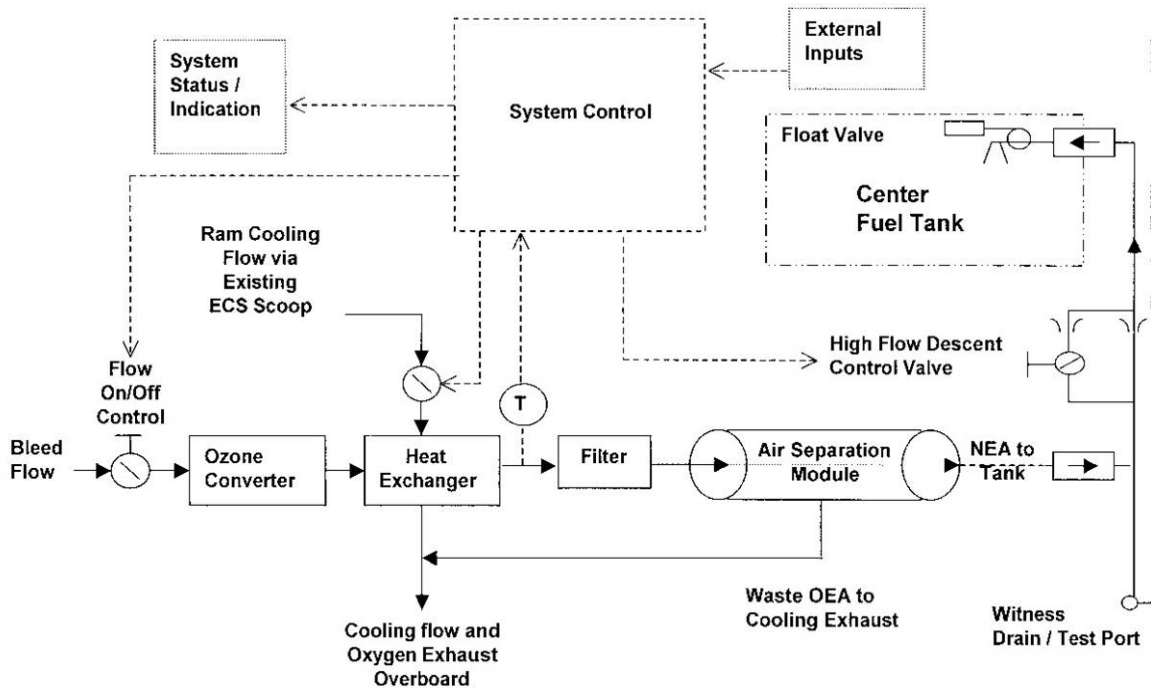 System
Status /
Indication
System Control
External
Inputs
Float Valve
Center
Fuel Tank
Ram Cooling
Flow via
Existing
ECS Scoop
Flow
On/Off
Control
High Flow Descent
Control Valve
T
Bleed
Flow
Ozone
Converter
Heat
Exchanger
Filter
Air Separation
Module
NEA to
Tank
Waste OEA to
Cooling Exhaust
Cooling flow and
Oxygen Exhaust
Overboard
Witness
Drain / Test Port